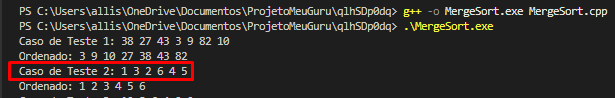 PS C:\Users\allis\OneDrive\Documentos\ProjetoMeuGuru\qlhSDp0dq> g++ -o MergeSort.exe MergeSort.cpp
PS C:\Users\allis\OneDrive\Documentos\ProjetoMeuGuru\qlhSDp0dq> .\MergeSort.exe
Caso de Teste 1: 38 27 43 3 9 82 10
Ordenado: 3 9 10 27 38 43 82
Caso de Teste 2: 1 3 2 6 4 5
Ordenado: 1 2 3 4 5 6